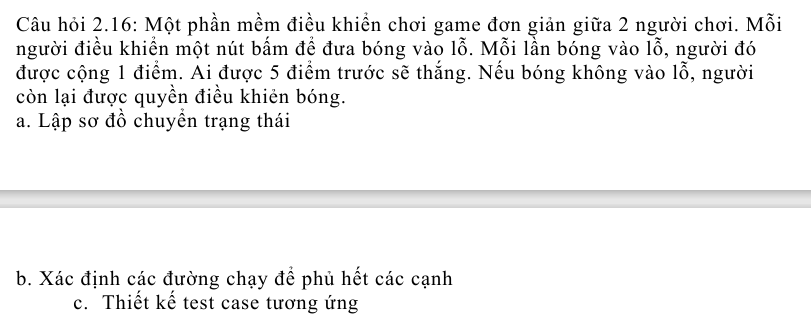 Câu hỏi 2.16: Một phần mềm điều khiển chơi game đơn giản giữa 2 người chơi. Mỗi
người điều khiển một nút bấm để đưa bóng vào lỗ. Mỗi lần bóng vào lỗ, người đó
được cộng 1 điểm. Ai được 5 điểm trước sẽ thắng. Nếu bóng không vào lỗ, người
còn lại được quyền điều khiẻn bóng.
a. Lập sơ đồ chuyển trạng thái
b. Xác định các đường chạy để phủ hết các cạnh
c. Thiết kế test case tương ứng